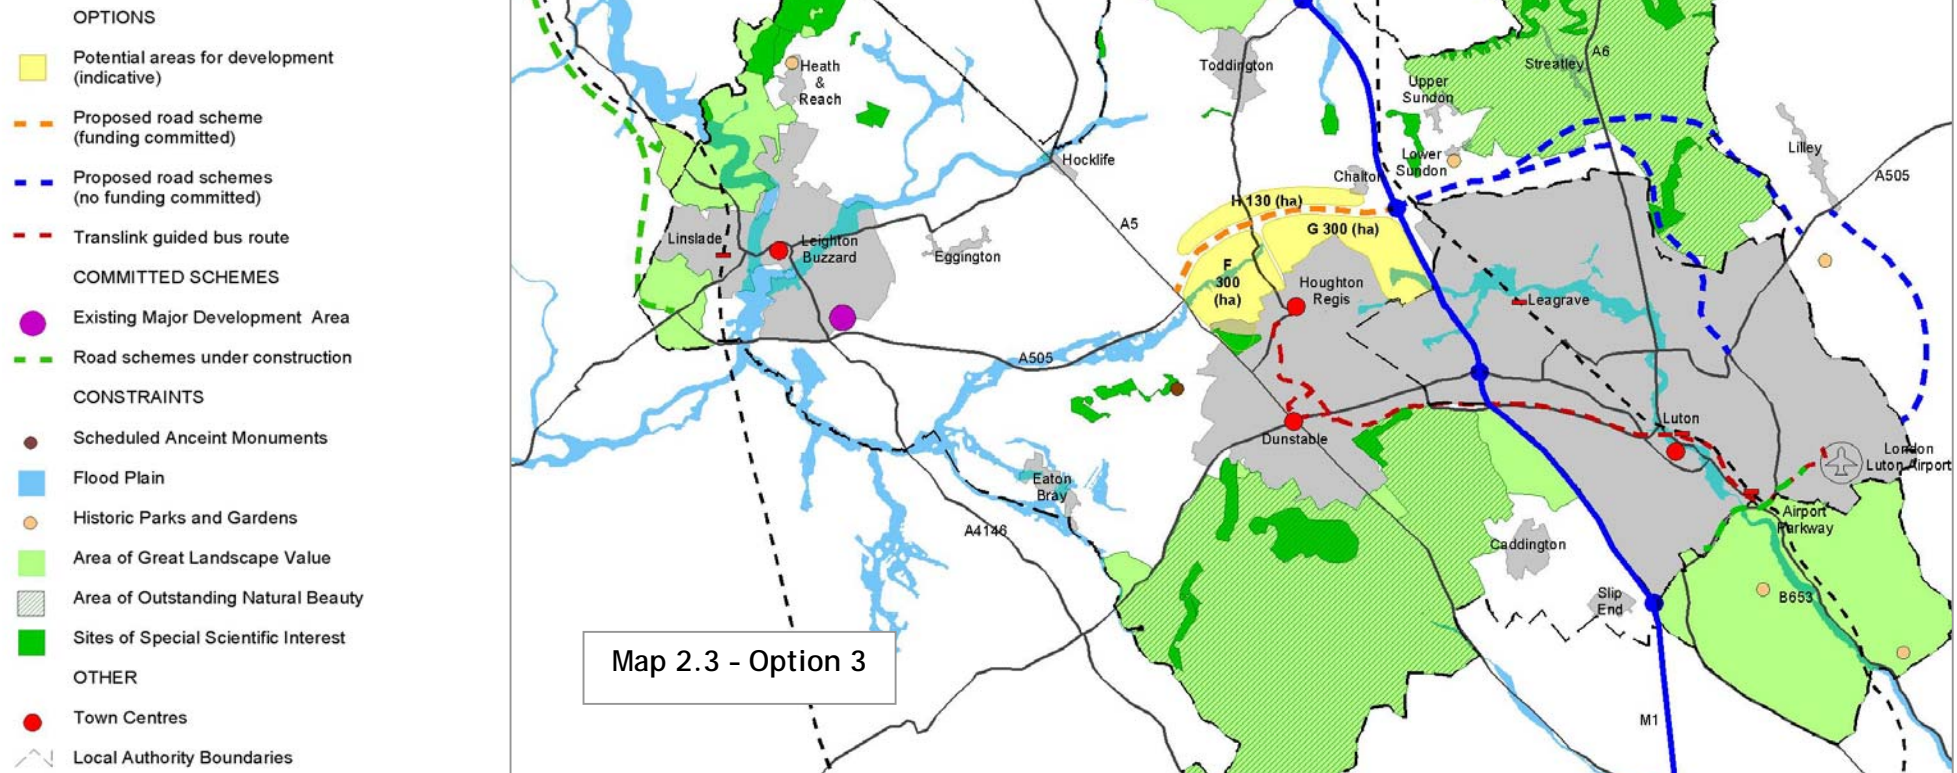 OPTIONS
Potential areas for development
(indicative)
Proposed road scheme
(funding committed)
Proposed road schemes
(no funding committed)
Translink guided bus route
COMMITTED SCHEMES
Existing Major Development Area
Road schemes under construction
CONSTRAINTS
Scheduled Anceint Monuments
Flood Plain
Historic Parks and Gardens
Area of Great Landscape Value
Area of Outstanding Natural Beauty
Sites of Special Scientific Interest
OTHER
Town Centres
Local Authority Boundaries
Heath
&
Reach
Toddington
Upper
Sundon
Streatley
A6
Hocklife
Lower
Sundon
Chalton
Lilley
A505
H 130 (ha)
A5
G 300 (ha)
Linslade
Leighton
Buzzard
Eggington
F
300
(ha)
Houghton
Regis
Leagrave
A505
Dunstable
Luton
London
Luton Airport
Eaton
Bray
A4146
Airport
Parkway
Caddington
Slip
End
B653
Map 2.3 - Option 3
M1